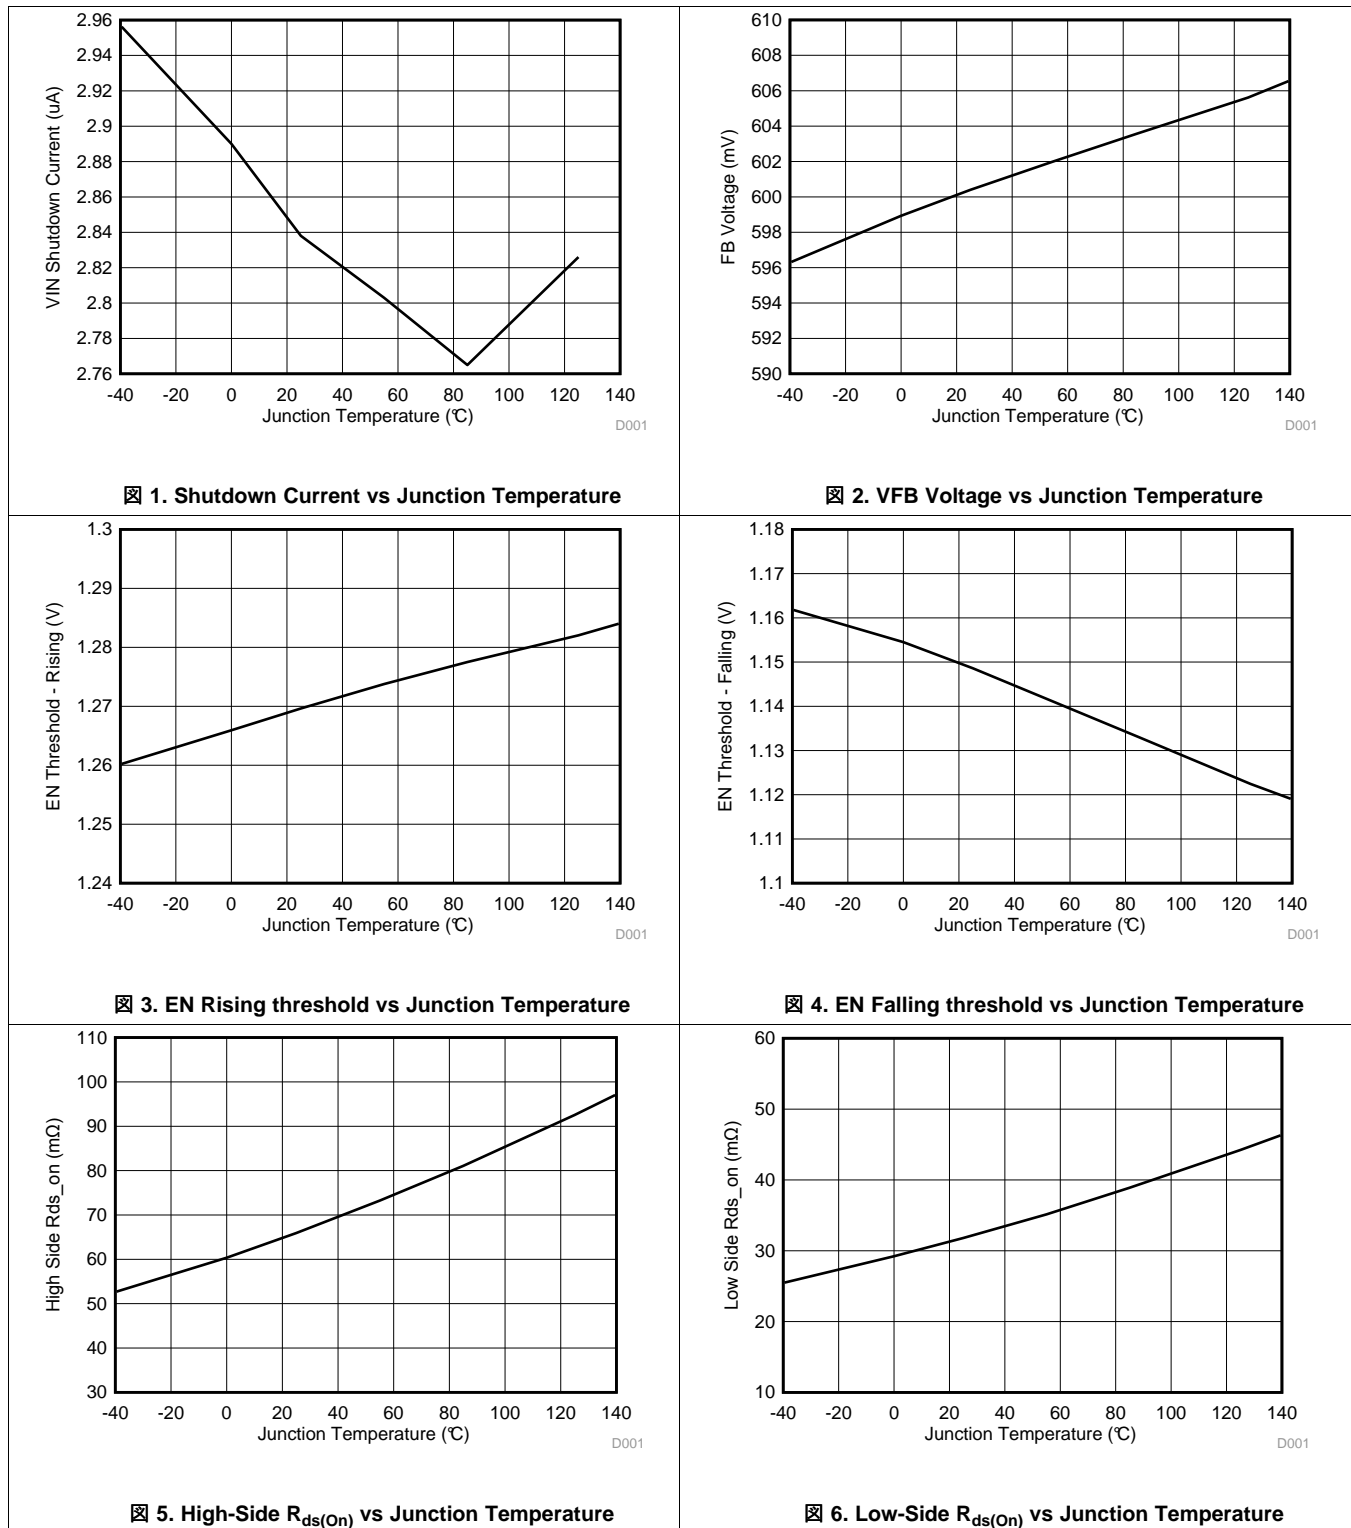 2.96
2.94
2.92
2.9
2.88
2.86
2.84
2.82
2.8
2.78
2.76
VIN Shutdown Current (uA)
-40 -20 0 20 40 60 80 100 120 140
Junction Temperature (℃)
D001
図 1. Shutdown Current vs Junction Temperature
610
608
606
604
602
600
598
596
594
592
590
FB Voltage (mV)
-40 -20 0 20 40 60 80 100 120 140
Junction Temperature (℃)
D001
図 2. VFB Voltage vs Junction Temperature
1.3
1.29
1.28
1.27
1.26
1.25
1.24
EN Threshold - Rising (V)
-40 -20 0 20 40 60 80 100 120 140
Junction Temperature (℃)
D001
図 3. EN Rising threshold vs Junction Temperature
1.18
1.17
1.16
1.15
1.14
1.13
1.12
1.11
1.1
EN Threshold - Falling (V)
-40 -20 0 20 40 60 80 100 120 140
Junction Temperature (℃)
D001
図 4. EN Falling threshold vs Junction Temperature
110
100
90
80
70
60
50
40
30
High Side Rds_on (mΩ)
-40 -20 0 20 40 60 80 100 120 140
Junction Temperature (℃)
D001
図 5. High-Side Rds(On) vs Junction Temperature
60
50
40
30
20
10
Low Side Rds_on (mΩ)
-40 -20 0 20 40 60 80 100 120 140
Junction Temperature (℃)
D001
図 6. Low-Side Rds(On) vs Junction Temperature